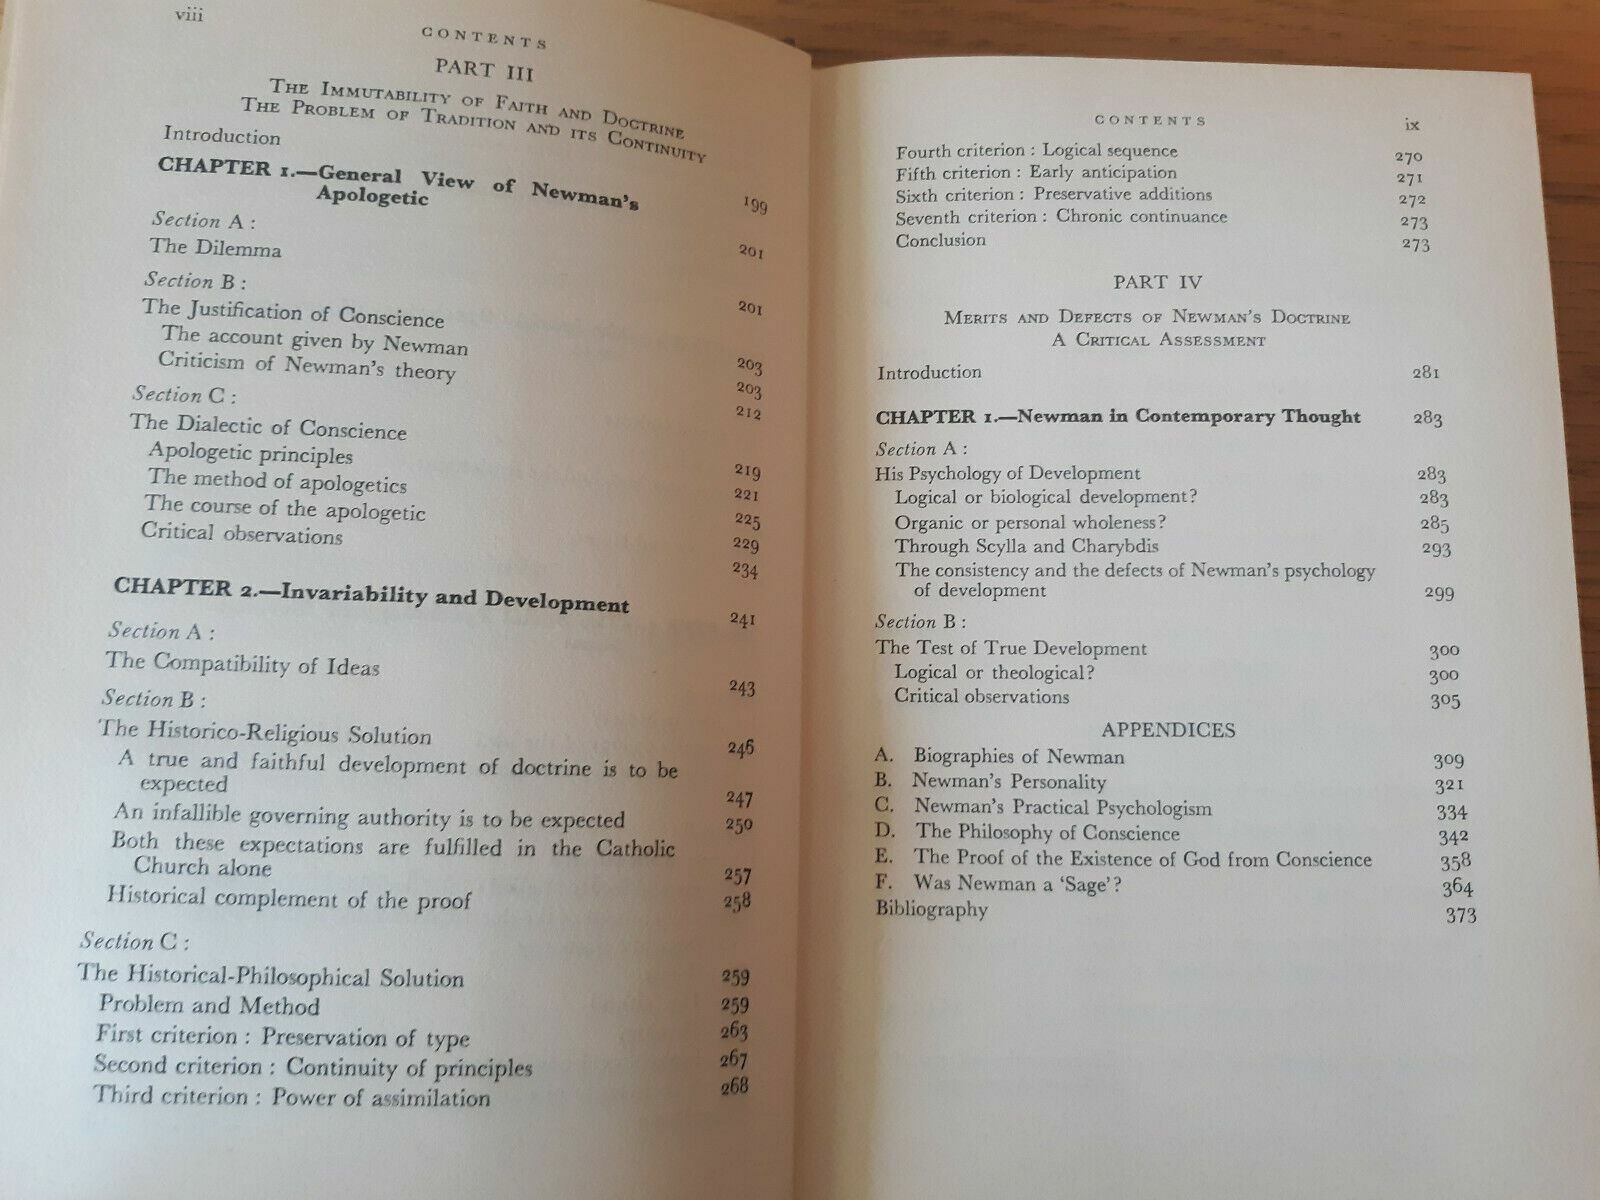 viii
CONTENTS
PART III
The Immutability of Faith and Doctrine
The Problem of Tradition and its Continuity
Introduction 199
CHAPTER 1.—General View of Newman's
Apologetic 201
Section A :
The Dilemma 201
Section B :
The Justification of Conscience 203
The account given by Newman 203
Criticism of Newman's theory 212
Section C :
The Dialectic of Conscience 219
Apologetic principles 221
The method of apologetics 225
The course of the apologetic 229
Critical observations 234
CHAPTER 2.—Invariability and Development 241
Section A :
The Compatibility of Ideas 243
Section B :
The Historico-Religious Solution 246
A true and faithful development of doctrine is to be
expected 247
An infallible governing authority is to be expected 250
Both these expectations are fulfilled in the Catholic
Church alone 257
Historical complement of the proof 258
Section C :
The Historical-Philosophical Solution 259
Problem and Method 259
First criterion : Preservation of type 263
Second criterion : Continuity of principles 267
Third criterion : Power of assimilation 268
CONTENTS ix
Fourth criterion : Logical sequence 270
Fifth criterion : Early anticipation 271
Sixth criterion : Preservative additions 272
Seventh criterion : Chronic continuance 273
Conclusion 273
PART IV
Merits and Defects of Newman's Doctrine
A Critical Assessment
Introduction 281
CHAPTER 1.—Newman in Contemporary Thought 283
Section A :
His Psychology of Development 283
Logical or biological development? 283
Organic or personal wholeness? 285
Through Scylla and Charybdis 293
The consistency and the defects of Newman's psychology
of development 299
Section B :
The Test of True Development 300
Logical or theological? 300
Critical observations 305
APPENDICES
A. Biographies of Newman 309
B. Newman's Personality 321
C. Newman's Practical Psychologism 334
D. The Philosophy of Conscience 342
E. The Proof of the Existence of God from Conscience 358
F. Was Newman a 'Sage'? 364
Bibliography 373